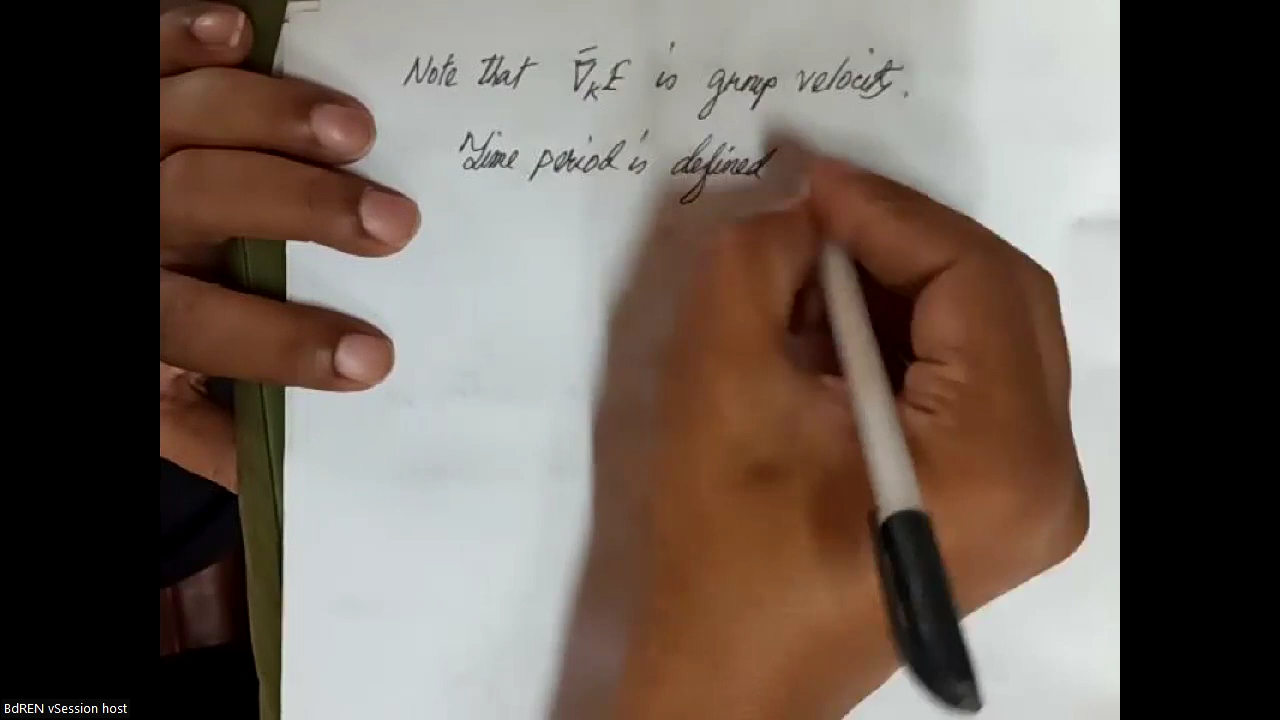 Note that ∇̄ₖE is group velocity.
Time period is defined
BdREN vSession host